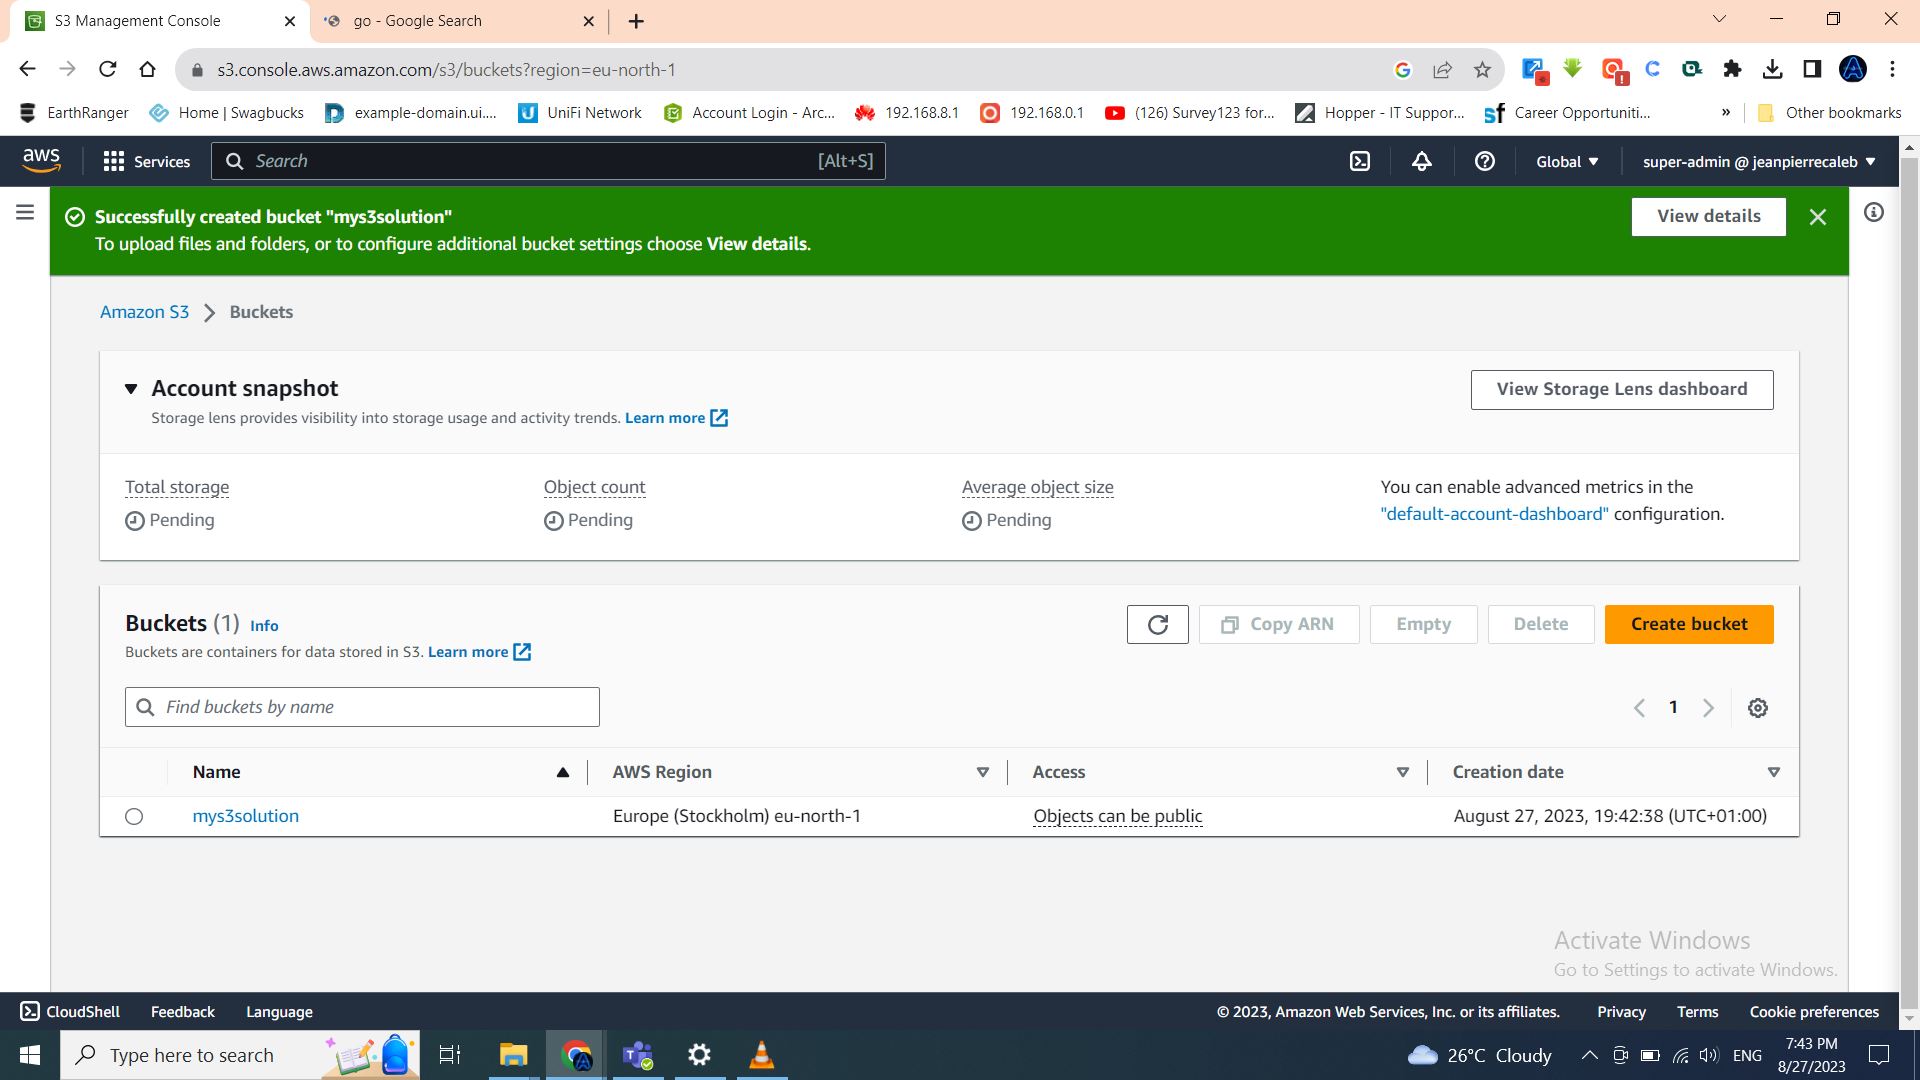 S3 Management Console
go - Google Search
s3.console.aws.amazon.com/s3/buckets?region=eu-north-1
EarthRanger
Home | Swagbucks
example-domain.ui....
UniFi Network
Account Login - Arc...
192.168.8.1
192.168.0.1
(126) Survey123 for...
Hopper - IT Suppor...
Career Opportuniti...
»
Other bookmarks
aws
Services
Search
[Alt+S]
Global
super-admin @ jeanpierrecaleb
Successfully created bucket "mys3solution"
To upload files and folders, or to configure additional bucket settings choose View details.
View details
Amazon S3
Buckets
Account snapshot
Storage lens provides visibility into storage usage and activity trends. Learn more
View Storage Lens dashboard
Total storage
Pending
Object count
Pending
Average object size
Pending
You can enable advanced metrics in the
"default-account-dashboard" configuration.
Buckets (1) Info
Buckets are containers for data stored in S3. Learn more
Copy ARN
Empty
Delete
Create bucket
Find buckets by name
1
Name
AWS Region
Access
Creation date
mys3solution
Europe (Stockholm) eu-north-1
Objects can be public
August 27, 2023, 19:42:38 (UTC+01:00)
Activate Windows
Go to Settings to activate Windows.
CloudShell
Feedback
Language
© 2023, Amazon Web Services, Inc. or its affiliates.
Privacy
Terms
Cookie preferences
Type here to search
26°C Cloudy
ENG
7:43 PM
8/27/2023